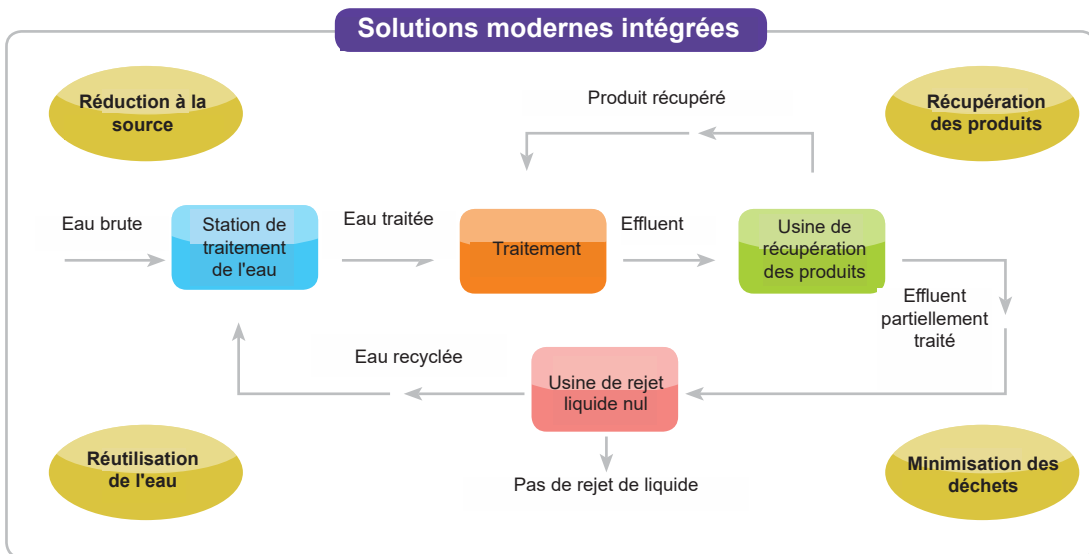 Solutions modernes intégrées
Réduction à la
source
Produit récupéré
Récupération
des produits
Eau brute
Station de
traitement
de l'eau
Eau traitée
Traitement
Effluent
Usine de
récupération
des produits
Effluent
partiellement
traité
Eau recyclée
Usine de rejet
liquide nul
Réutilisation
de l'eau
Pas de rejet de liquide
Minimisation des
déchets